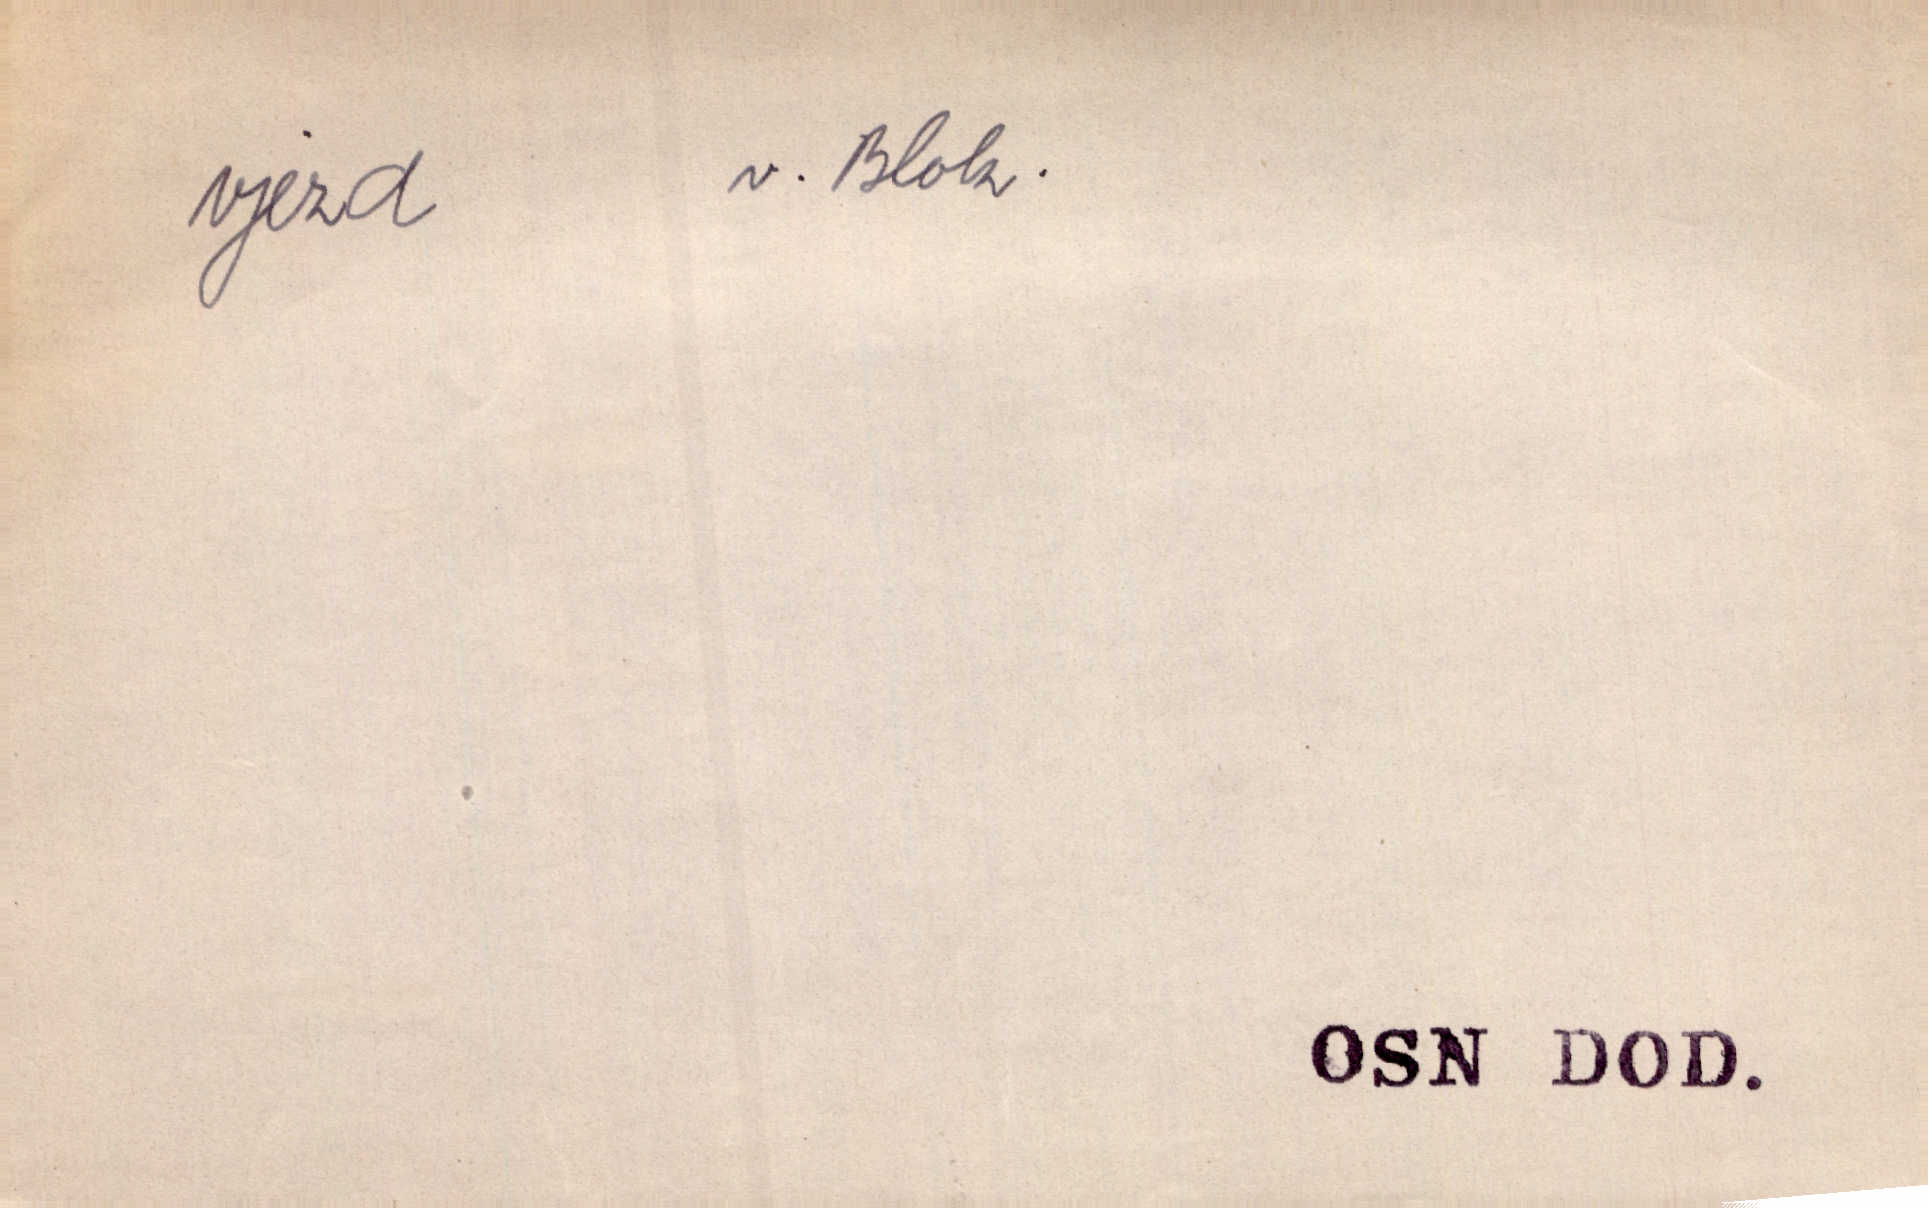 vjezd v. Blok.
OSN DOD.